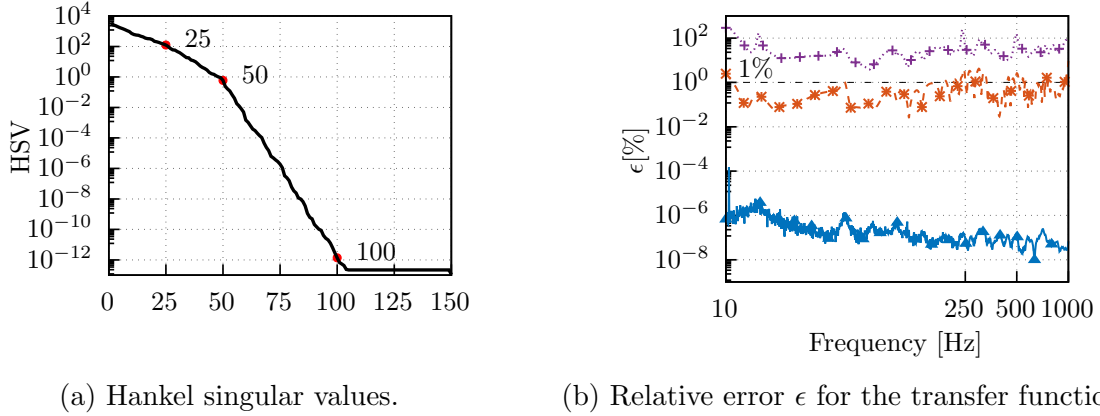 10^4
10^2
10^0
10^−2
10^−4
10^−6
10^−8
10^−10
10^−12
HSV
25
50
100
0 25 50 75 100 125 150
(a) Hankel singular values.
10^2
10^0
10^−2
10^−4
10^−6
10^−8
ϵ[%]
1%
10 250 500 1000
Frequency [Hz]
(b) Relative error ϵ for the transfer functio